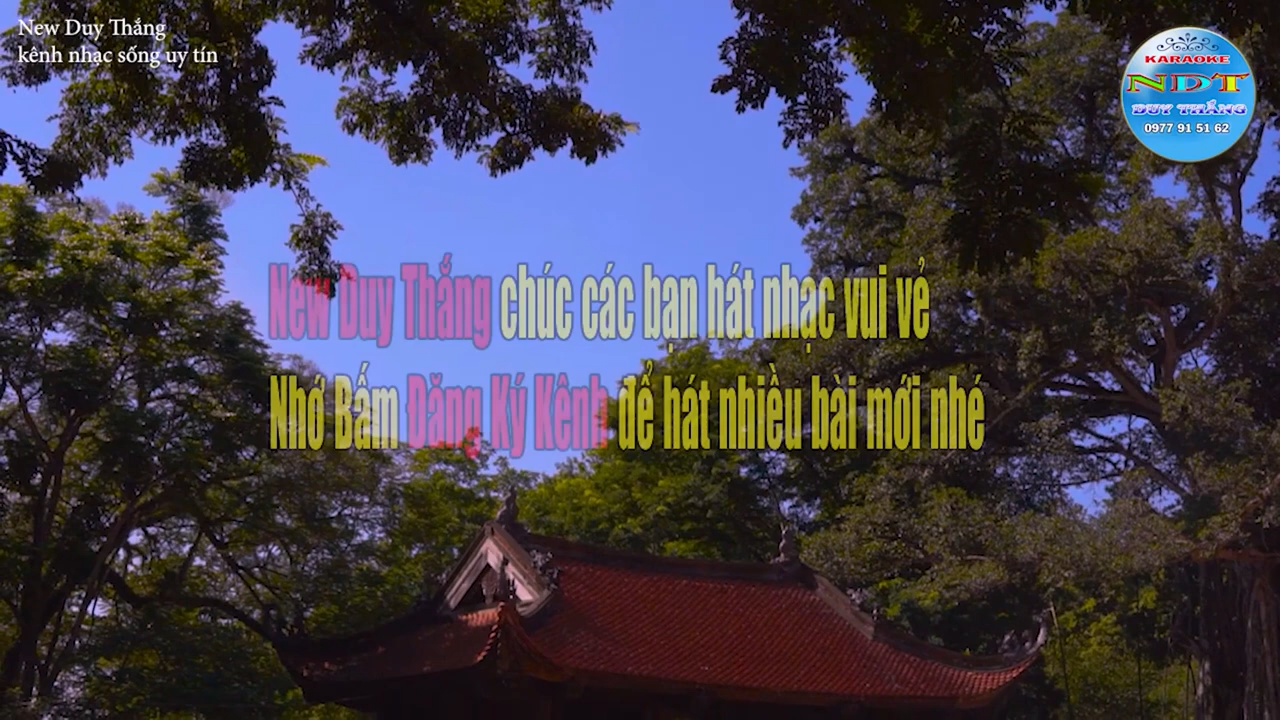 New Duy Thắng
kênh nhạc sống uy tín
KARAOKE
NDT
DUY THẮNG
0977 91 51 62
New Duy Thắng chúc các bạn hát nhạc vui vẻ
Nhớ Bấm Đăng Ký Kênh để hát nhiều bài mới nhé